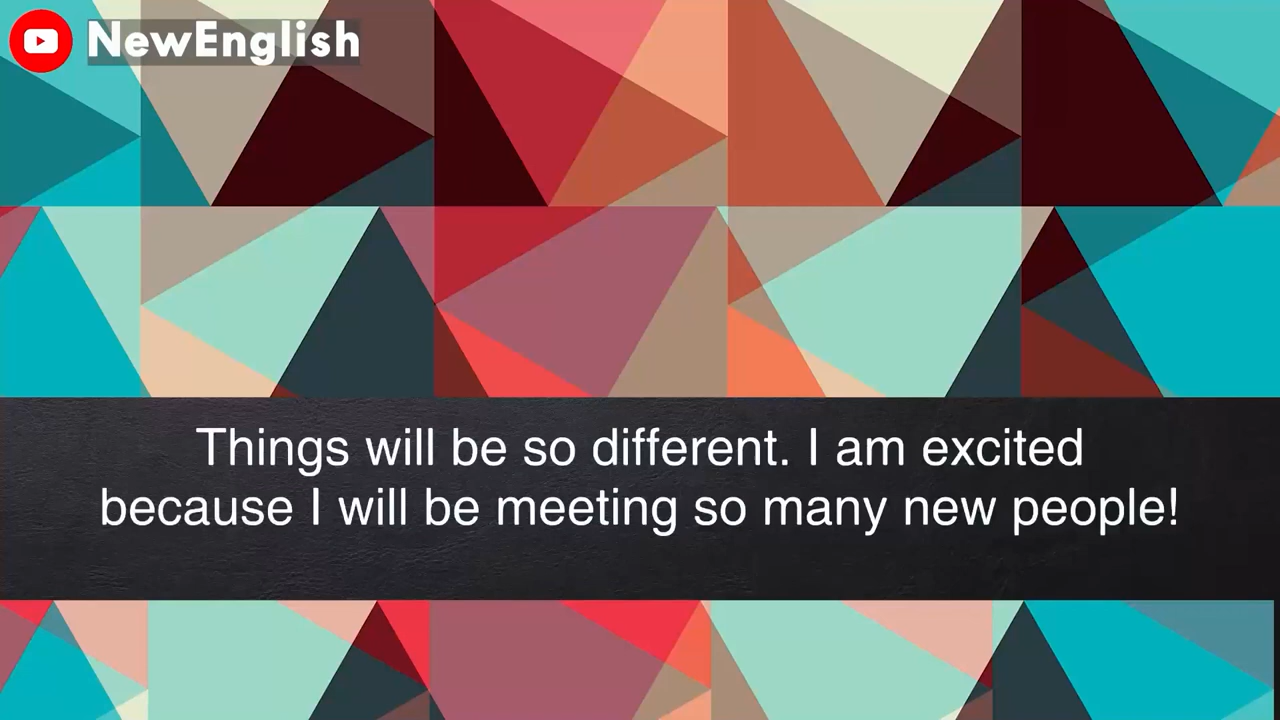 NewEnglish
Things will be so different. I am excited
because I will be meeting so many new people!